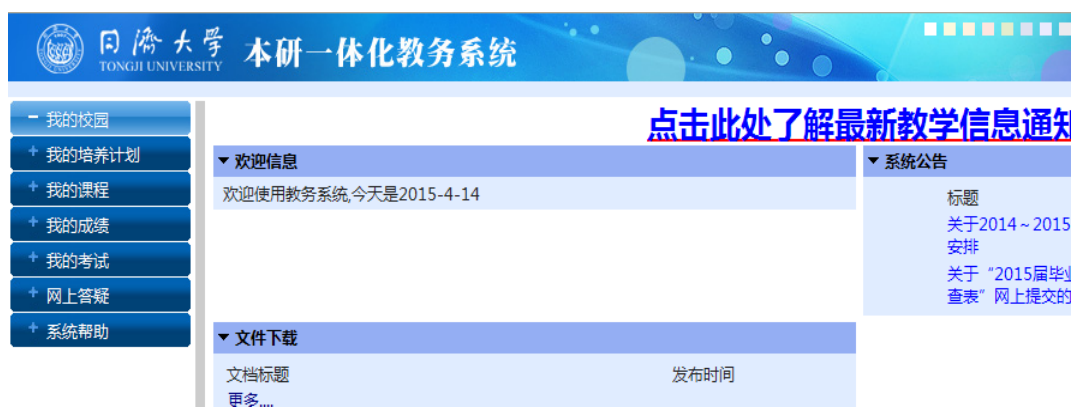 同濟大学 本研一体化教务系统
TONGJI UNIVERSITY
点击此处了解最新教学信息通知
我的校园
我的培养计划
我的课程
我的成绩
我的考试
网上答疑
系统帮助
欢迎信息
欢迎使用教务系统,今天是2015-4-14
系统公告
标题
关于2014～2015
安排
关于“2015届毕业
查表”网上提交的
文件下载
文档标题 发布时间
更多....